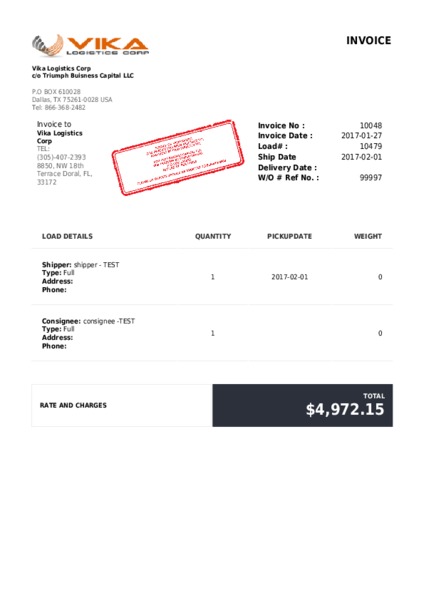 VIKA
LOGISTICS CORP
INVOICE
Vika Logistics Corp
c/o Triumph Buisness Capital LLC
P.O BOX 610028
Dallas, TX 75261-0028 USA
Tel: 866-368-2482
Invoice to
Vika Logistics
Corp
TEL:
(305)-407-2393
8850, NW 18th
Terrace Doral, FL,
33172
Invoice No : 10048
Invoice Date : 2017-01-27
Load# : 10479
Ship Date 2017-02-01
Delivery Date :
W/O # Ref No. : 99997
LOAD DETAILS QUANTITY PICKUPDATE WEIGHT
Shipper: shipper - TEST
Type: Full
Address:
Phone:
1 2017-02-01 0
Consignee: consignee -TEST
Type: Full
Address:
Phone:
1 0
RATE AND CHARGES
TOTAL
$4,972.15